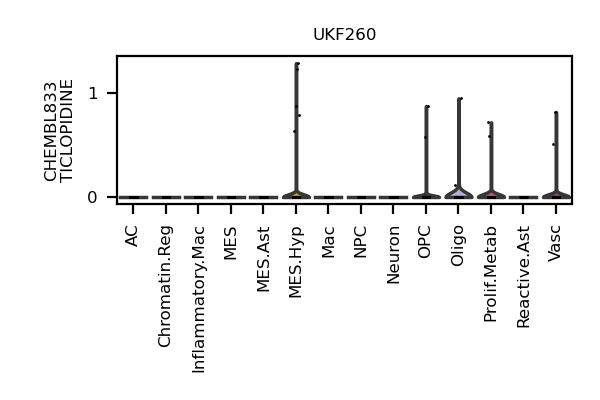 UKF260
CHEMBL833
TICLOPIDINE
1
0
AC
Chromatin.Reg
Inflammatory.Mac
MES
MES.Ast
MES.Hyp
Mac
NPC
Neuron
OPC
Oligo
Prolif.Metab
Reactive.Ast
Vasc